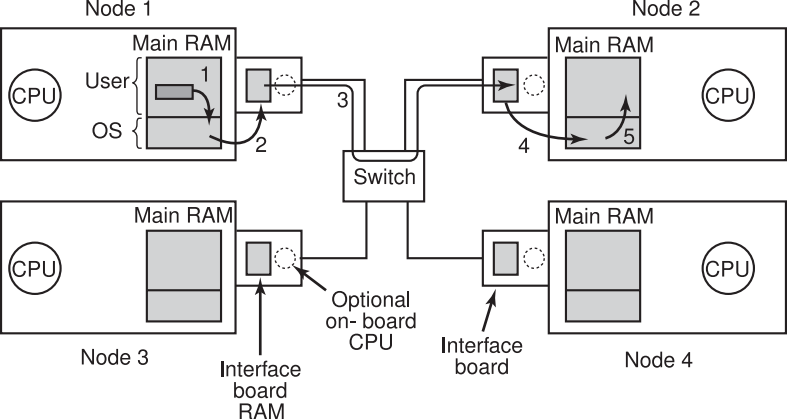 Node 1
Node 2
Main RAM
Main RAM
User
1
CPU
CPU
3
OS
2
4
5
Switch
Main RAM
Main RAM
CPU
CPU
Optional
on- board
CPU
Node 3
Interface
board
RAM
Interface
board
Node 4